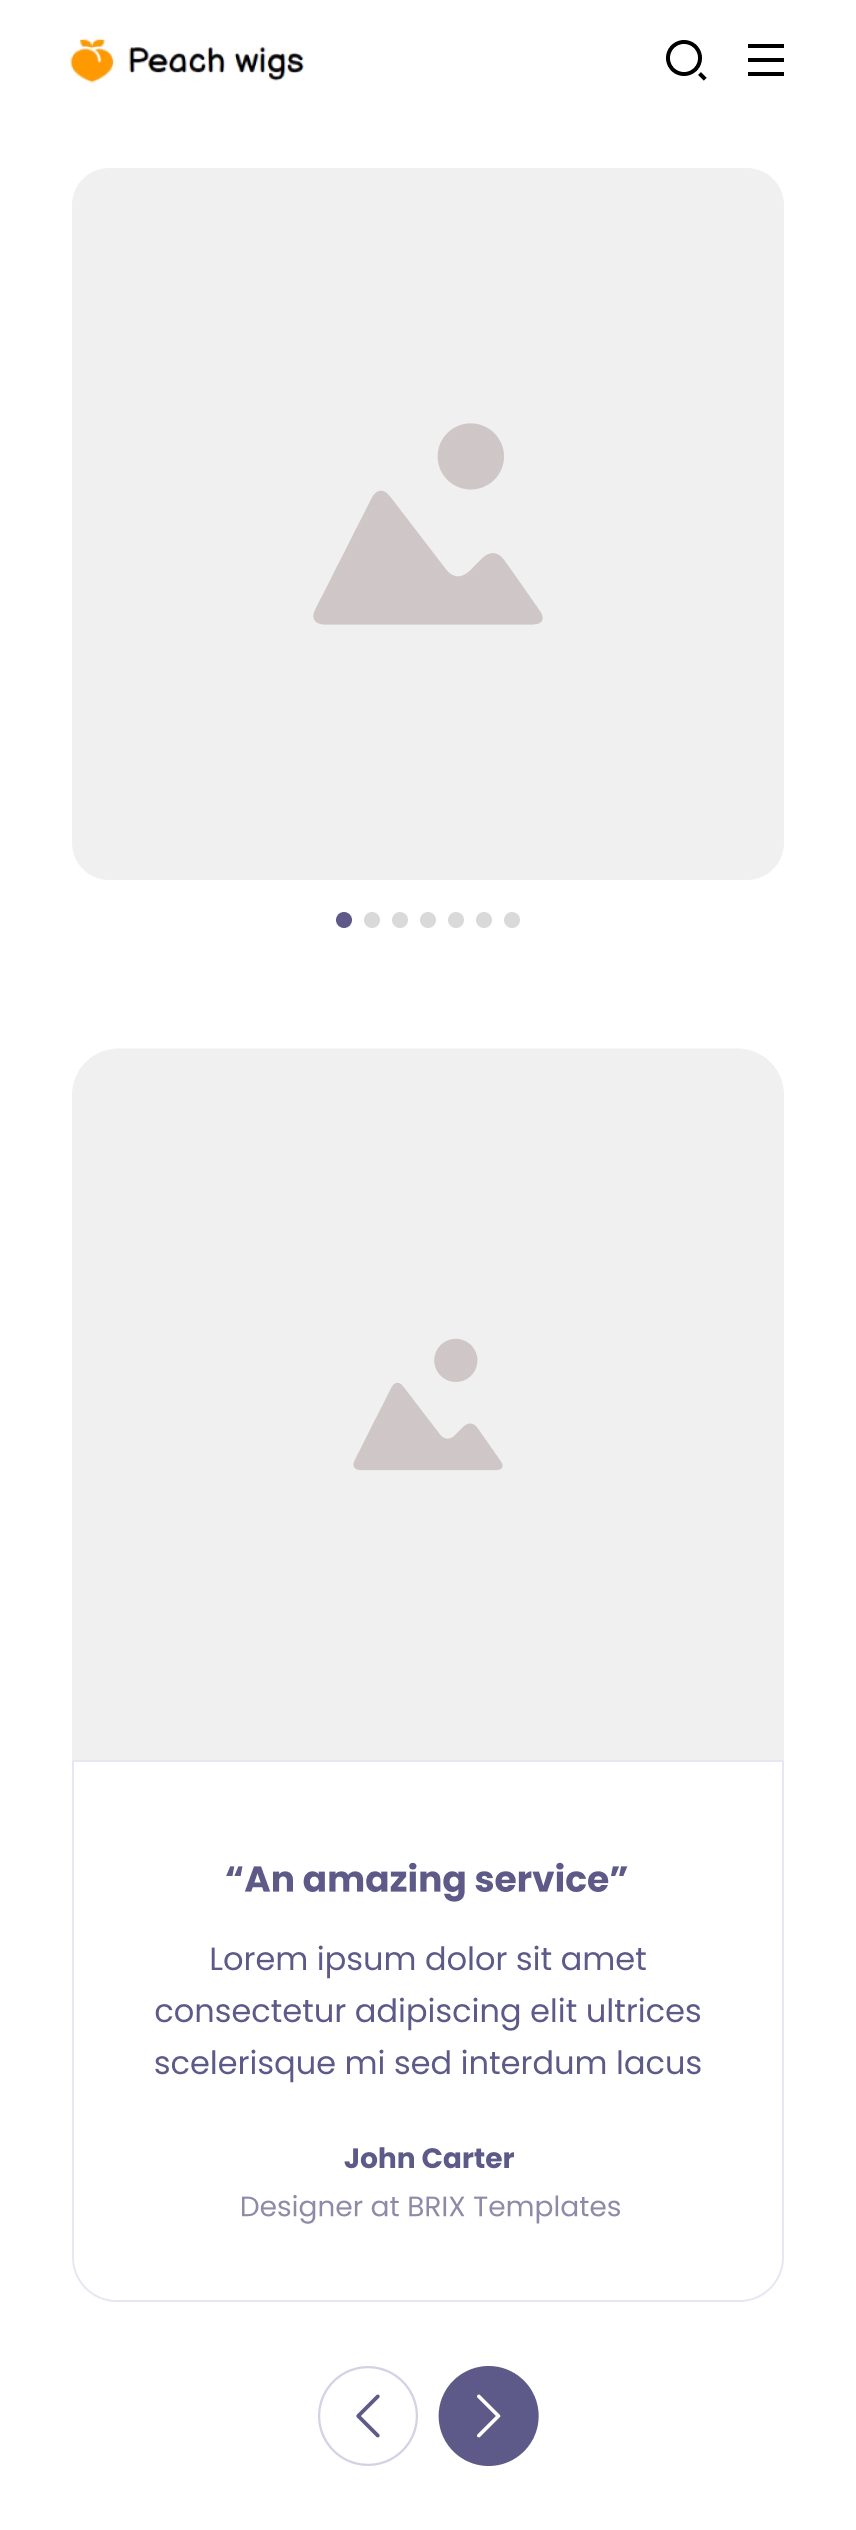 Peach wigs
“An amazing service”
Lorem ipsum dolor sit amet
consectetur adipiscing elit ultrices
scelerisque mi sed interdum lacus
John Carter
Designer at BRIX Templates